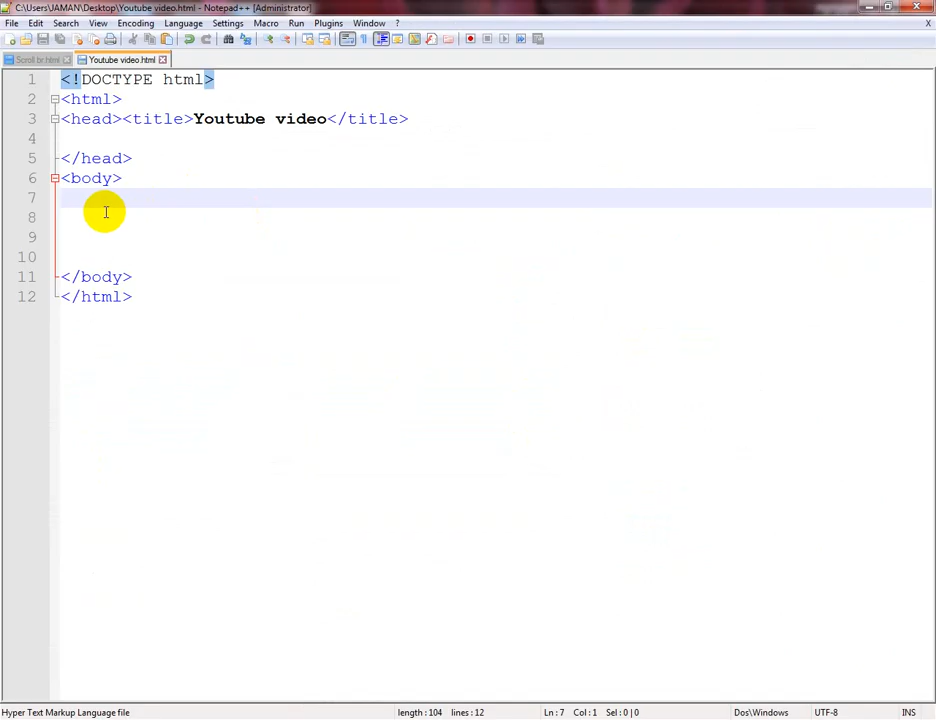 C:\Users\JAMAN\Desktop\Youtube video.html - Notepad++ [Administrator]
File Edit Search View Encoding Language Settings Macro Run Plugins Window ? X
Scroll br.html Youtube video.html
1 <!DOCTYPE html>
2 <html>
3 <head><title>Youtube video</title>
4
5 </head>
6 <body>
7
8
9
10
11 </body>
12 </html>
Hyper Text Markup Language file length : 104 lines : 12 Ln : 7 Col : 1 Sel : 0 | 0 Dos\Windows UTF-8 INS